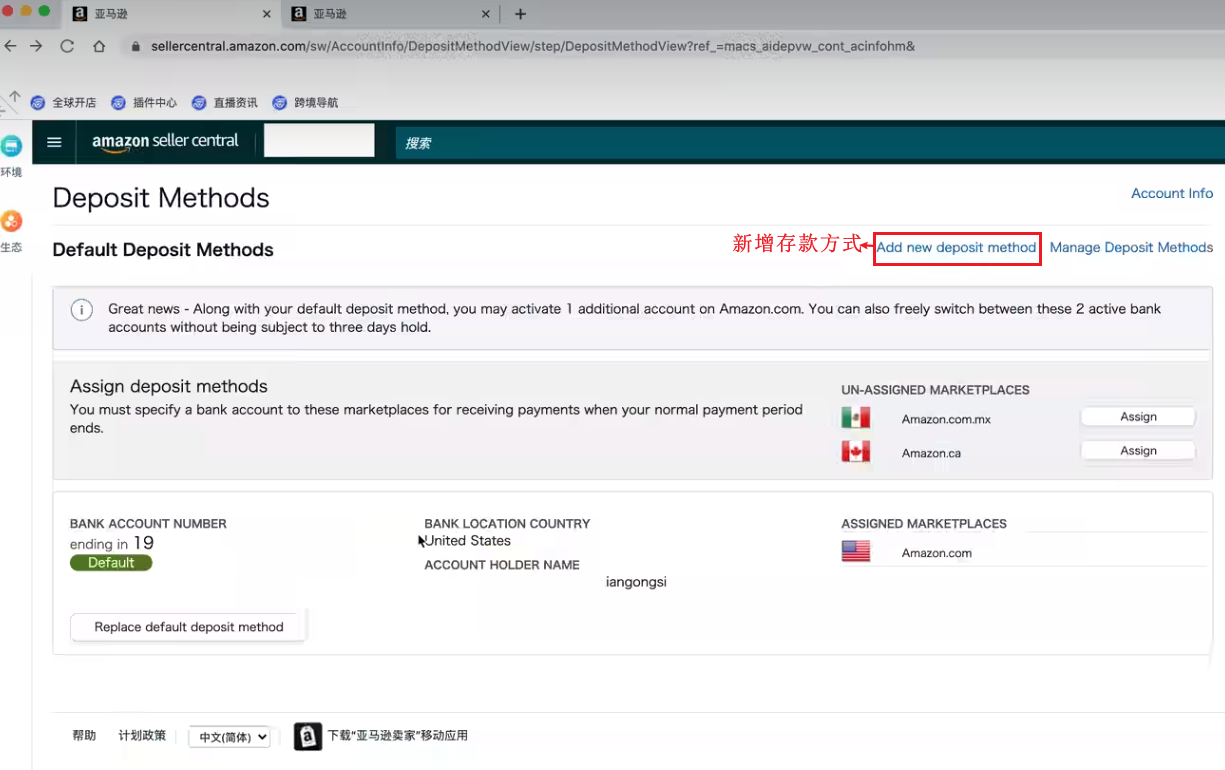 亚马逊
亚马逊
sellercentral.amazon.com/sw/AccountInfo/DepositMethodView/step/DepositMethodView?ref_=macs_aidepvw_cont_acinfohm&
全球开店 插件中心 直播资讯 跨境导航
环境
生态
amazon seller central
搜索
Deposit Methods
Account Info
Default Deposit Methods
新增存款方式
Add new deposit method
Manage Deposit Methods
Great news - Along with your default deposit method, you may activate 1 additional account on Amazon.com. You can also freely switch between these 2 active bank
accounts without being subject to three days hold.
Assign deposit methods
You must specify a bank account to these marketplaces for receiving payments when your normal payment period
ends.
UN-ASSIGNED MARKETPLACES
Amazon.com.mx Assign
Amazon.ca Assign
BANK ACCOUNT NUMBER
ending in 19
Default
BANK LOCATION COUNTRY
United States
ACCOUNT HOLDER NAME
iangongsi
ASSIGNED MARKETPLACES
Amazon.com
Replace default deposit method
帮助 计划政策 中文(简体) 下载"亚马逊卖家"移动应用